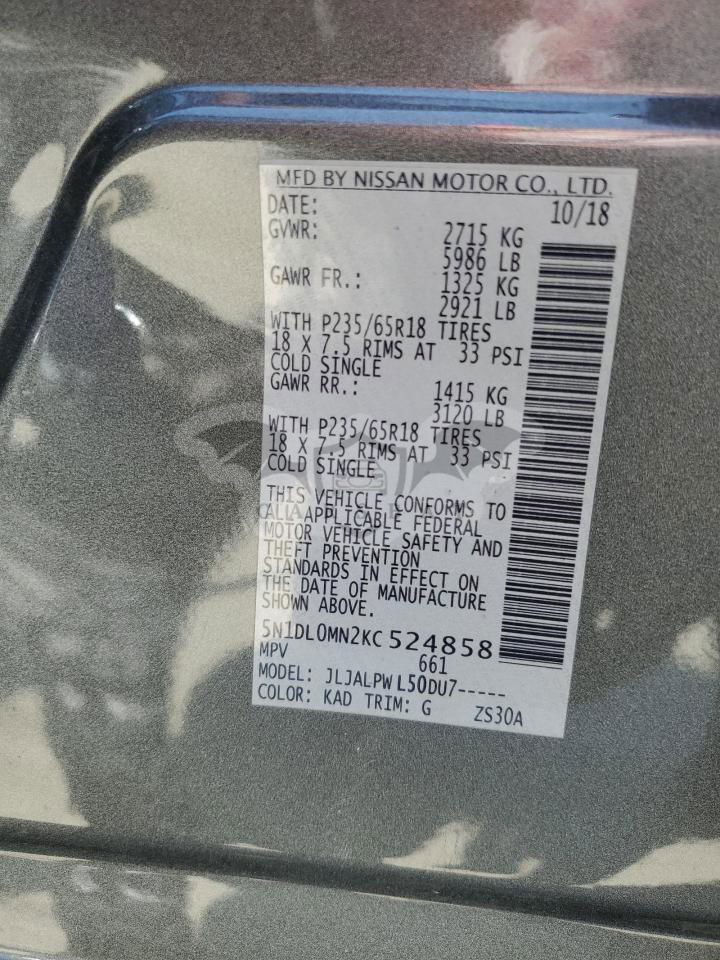 MFD BY NISSAN MOTOR CO., LTD.
DATE: 10/18
GVWR: 2715 KG
5986 LB
GAWR FR.: 1325 KG
2921 LB
WITH P235/65R18 TIRES
18 X 7.5 RIMS AT 33 PSI
COLD SINGLE
GAWR RR.: 1415 KG
3120 LB
WITH P235/65R18 TIRES
18 X 7.5 RIMS AT 33 PSI
COLD SINGLE
THIS VEHICLE CONFORMS TO
ALL APPLICABLE FEDERAL
MOTOR VEHICLE SAFETY AND
THEFT PREVENTION
STANDARDS IN EFFECT ON
THE DATE OF MANUFACTURE
SHOWN ABOVE.
5N1DL0MN2KC524858
MPV 661
MODEL: JLJALPWL50DU7-----
COLOR: KAD TRIM: G ZS30A